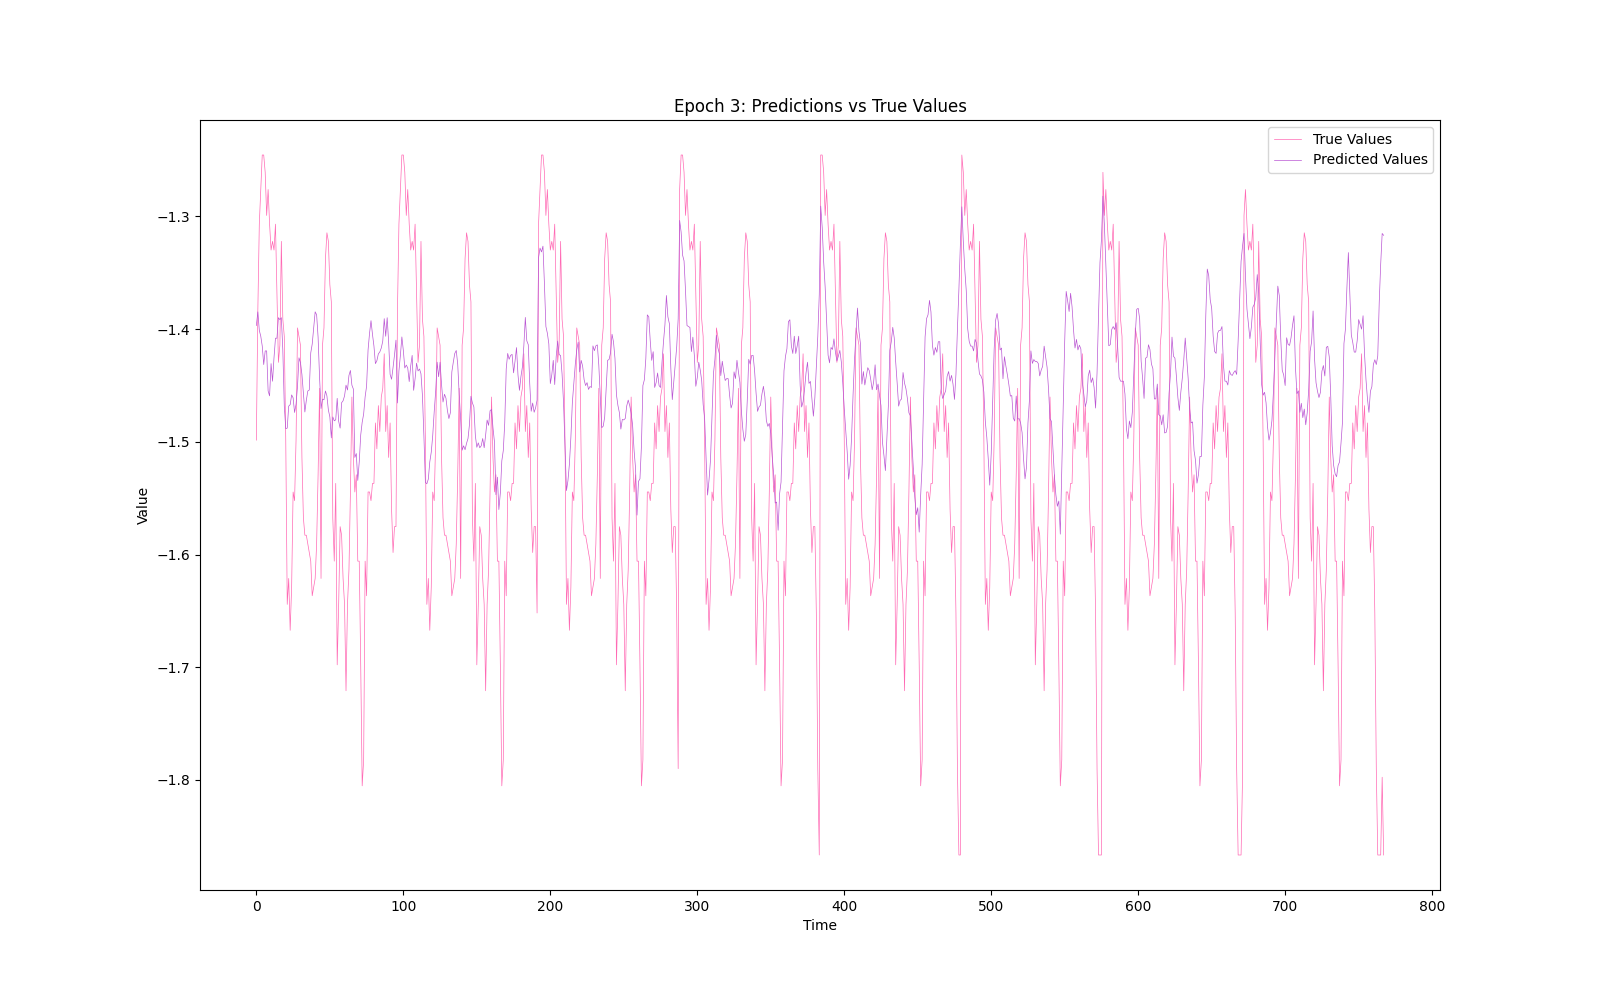 Epoch 3: Predictions vs True Values
True Values
Predicted Values
Value
−1.3
−1.4
−1.5
−1.6
−1.7
−1.8
0 100 200 300 400 500 600 700 800
Time